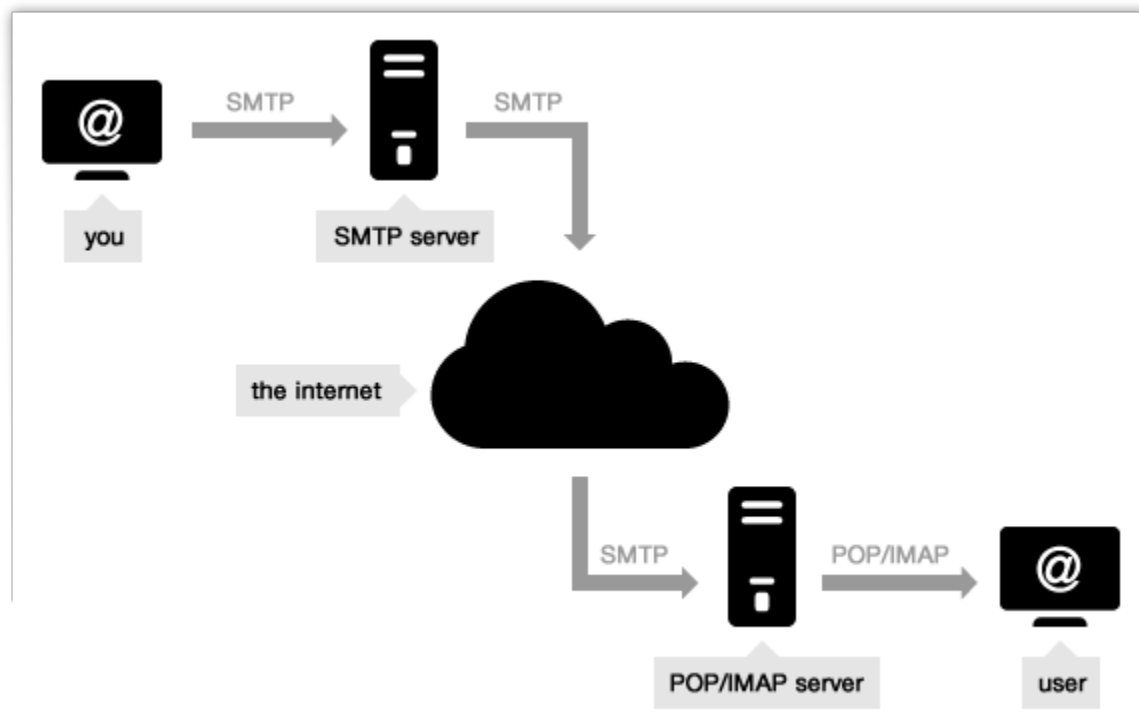 @
SMTP
SMTP
you
SMTP server
the internet
SMTP
POP/IMAP
@
POP/IMAP server
user